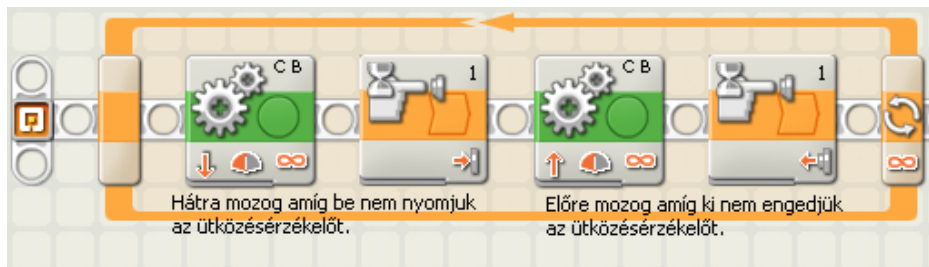 C B
1
C B
1
Hátra mozog amíg be nem nyomjuk
az ütközésérzékelőt.
Előre mozog amíg ki nem engedjük
az ütközésérzékelőt.